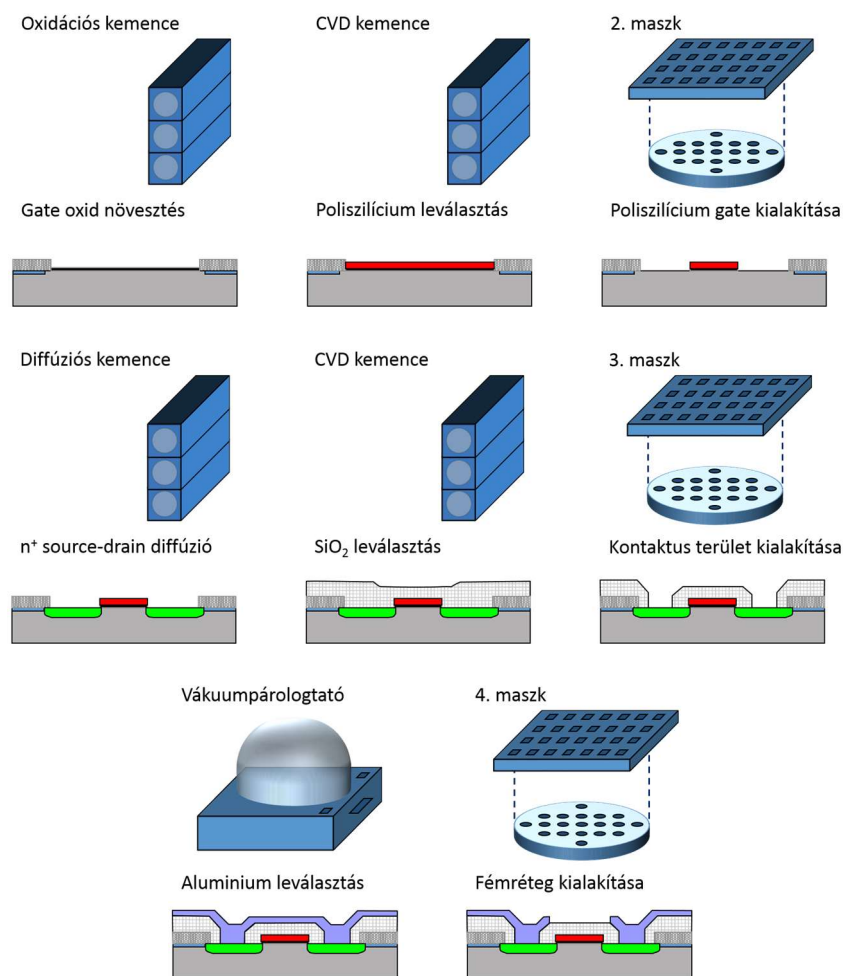 Oxidációs kemence
CVD kemence
2. maszk
Gate oxid növesztés
Poliszilícium leválasztás
Poliszilícium gate kialakítása
Diffúziós kemence
CVD kemence
3. maszk
n⁺ source-drain diffúzió
SiO₂ leválasztás
Kontaktus terület kialakítása
Vákuumpárologtató
4. maszk
Aluminium leválasztás
Fémréteg kialakítása